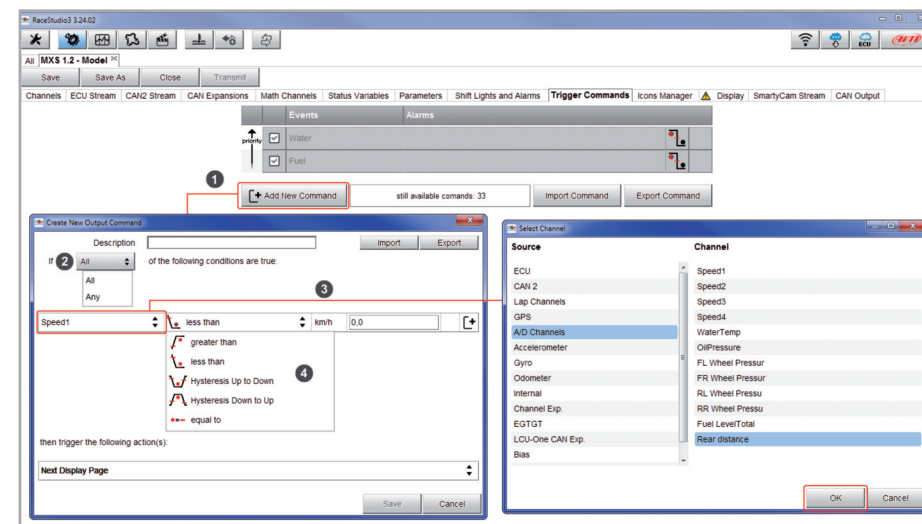 RaceStudio3 3.24.02
ECU
All MXS 1.2 - Model
Save Save As Close Transmit
Channels ECU Stream CAN2 Stream CAN Expansions Math Channels Status Variables Parameters Shift Lights and Alarms Trigger Commands Icons Manager Display SmartyCam Stream CAN Output
Events Alarms
priority
Water
Fuel
1
Add New Command still available comands: 33 Import Command Export Command
Create New Output Command
Description Import Export
If 2 All of the following conditions are true:
All
Any
3
Speed1 less than km/h 0,0
greater than
less than
Hysteresis Up to Down
4
Hysteresis Down to Up
equal to
then trigger the following action(s):
Next Display Page
Save Cancel
Select Channel
Source Channel
ECU Speed1
CAN 2 Speed2
Lap Channels Speed3
GPS Speed4
A/D Channels WaterTemp
Accelerometer OilPressure
Gyro FL Wheel Pressur
Odometer FR Wheel Pressur
Internal RL Wheel Pressu
Channel Exp. RR Wheel Pressu
EGTGT Fuel LevelTotal
LCU-One CAN Exp. Rear distance
Bias
OK Cancel